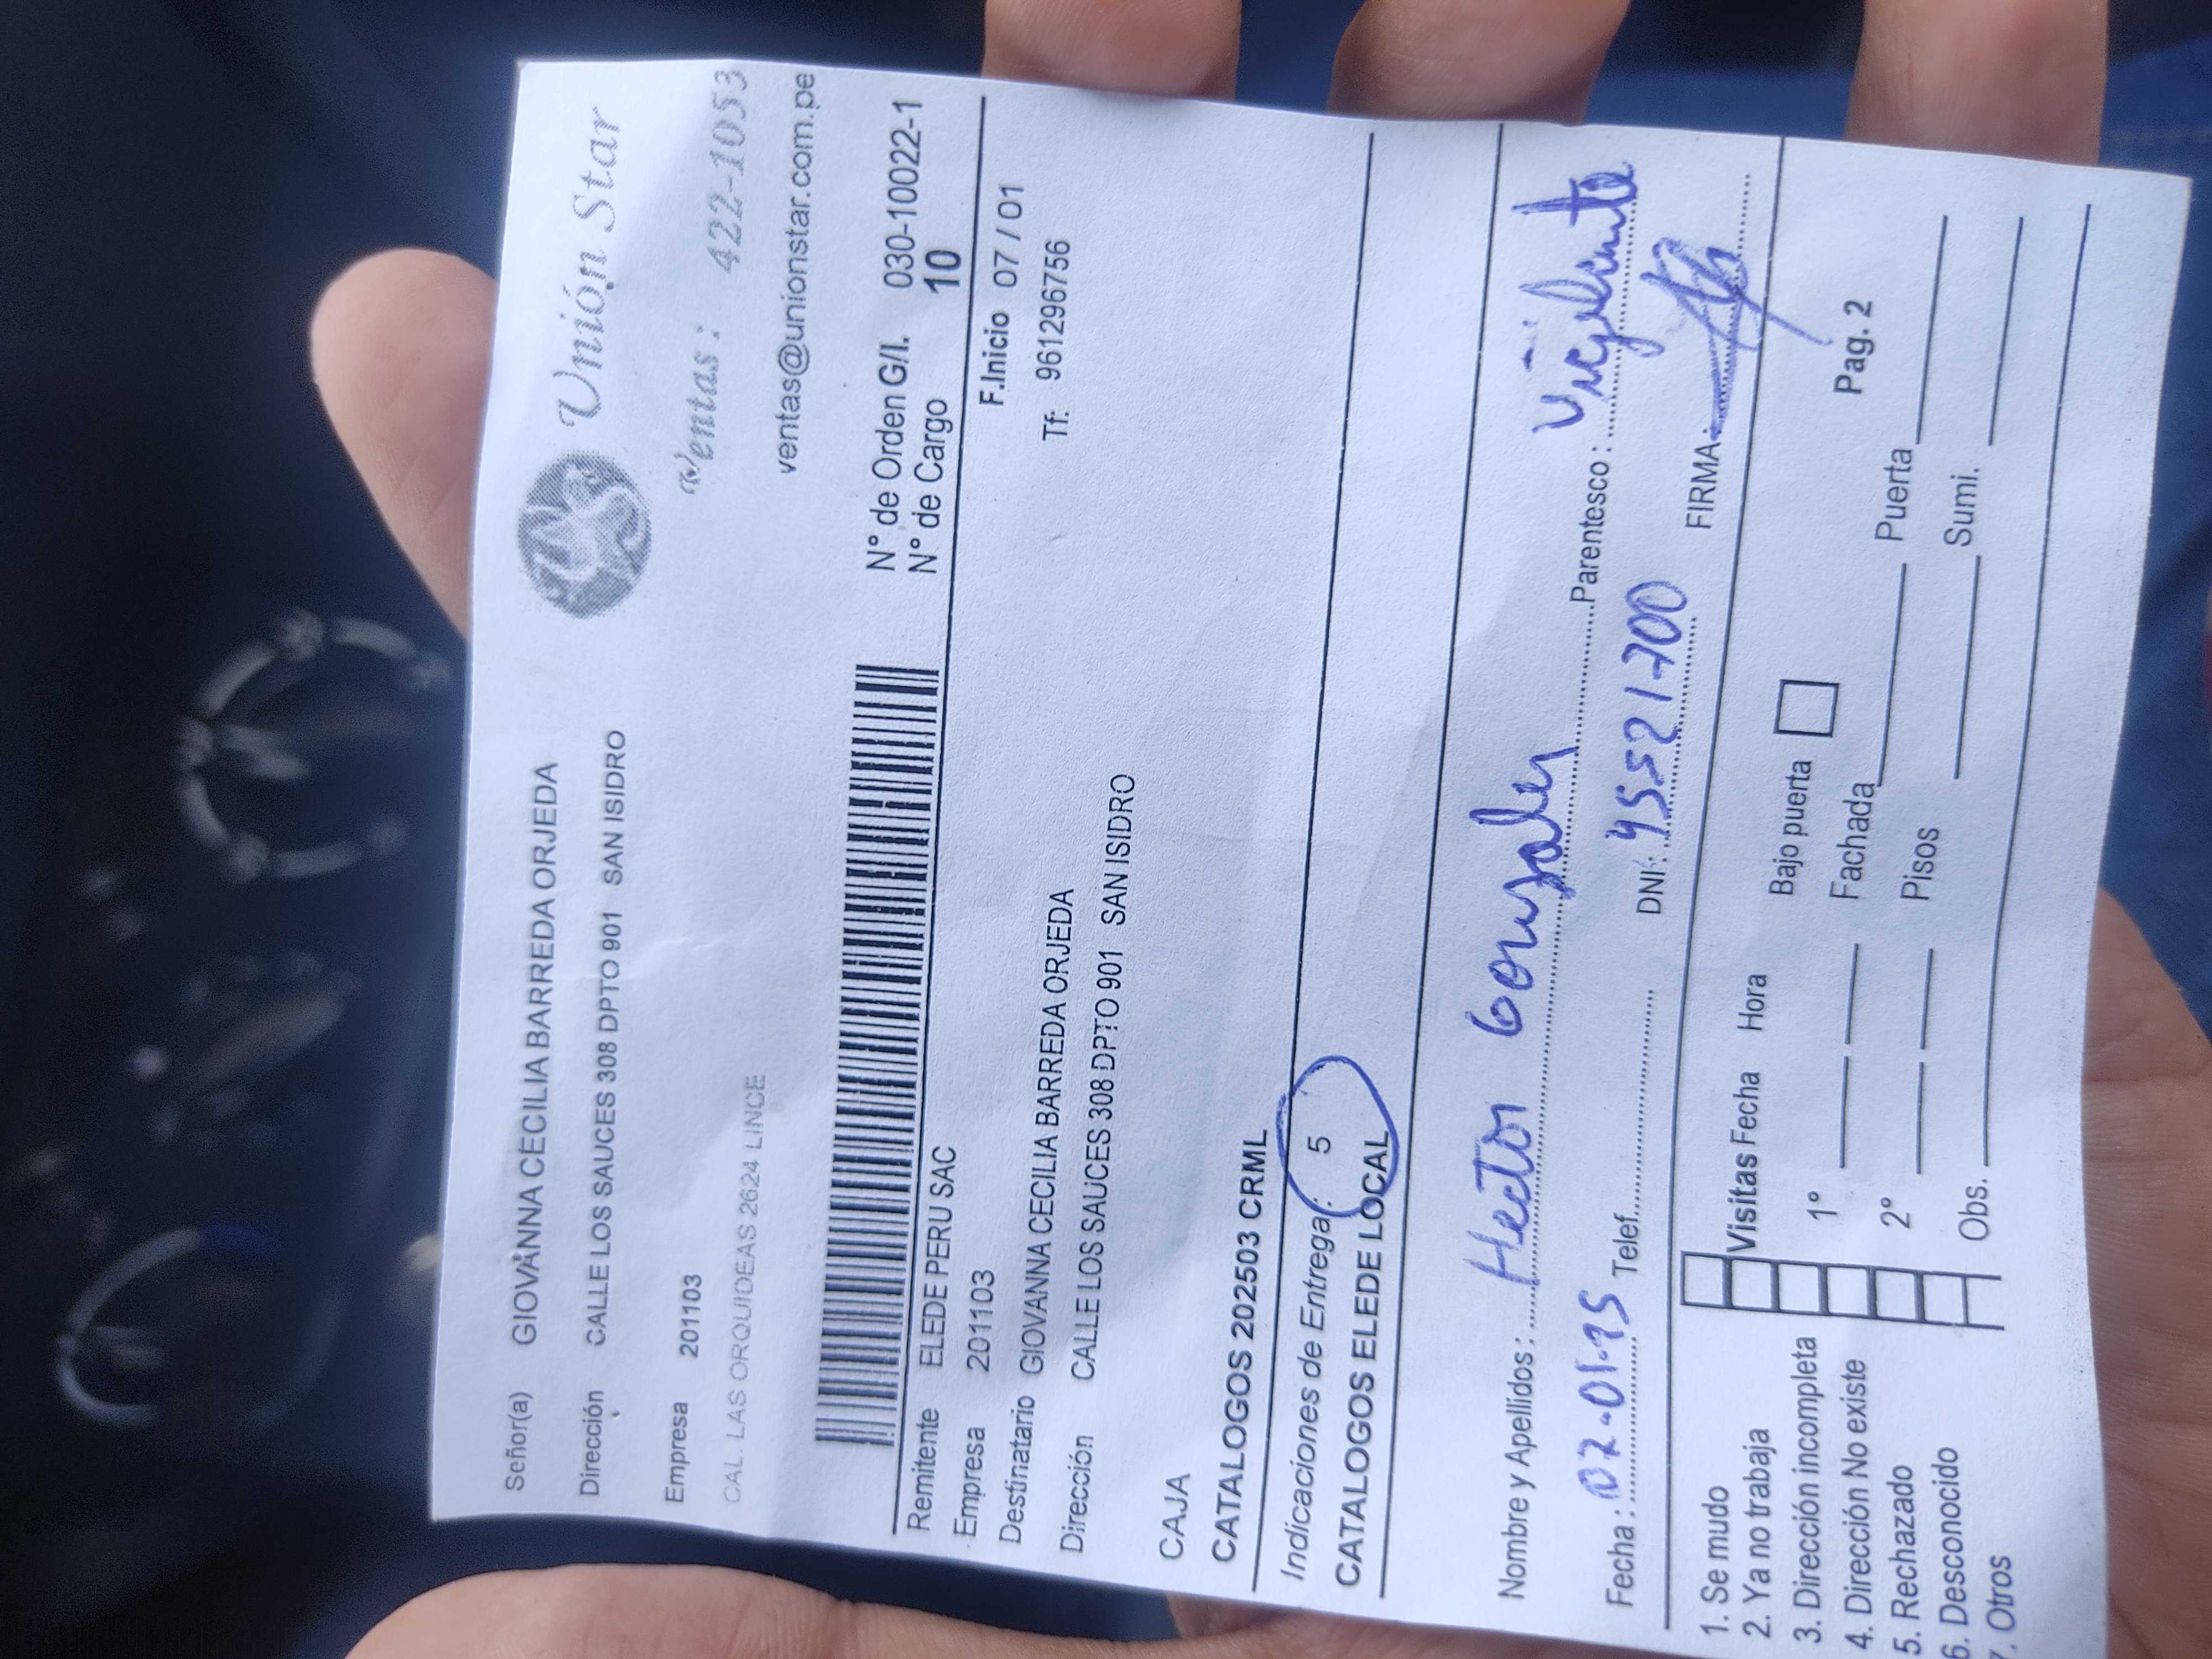 Señor(a) GIOVANNA CECILIA BARREDA ORJEDA
Unión Star
Dirección CALLE LOS SAUCES 308 DPTO 901 SAN ISIDRO
Ventas: 422-1053
Empresa 201103
CAL. LAS ORQUIDEAS 2624 LINCE
ventas@unionstar.com.pe
N° de Orden G/I. 030-10022-1
N° de Cargo 10
Remitente ELEDE PERU SAC
F.Inicio 07 / 01
Empresa 201103
Destinatario GIOVANNA CECILIA BARREDA ORJEDA
Tf: 961296756
Dirección CALLE LOS SAUCES 308 DPTO 901 SAN ISIDRO
CAJA
CATALOGOS 202503 CRML
Indicaciones de Entrega: 5
CATALOGOS ELEDE LOCAL
Nombre y Apellidos: Hector Gonzales Parentesco: Vigilante
Fecha: Telef. DNI: 45521700 FIRMA:
1. Se mudo
2. Ya no trabaja
3. Dirección incompleta
4. Dirección No existe
5. Rechazado
6. Desconocido
7. Otros
Visitas Fecha Hora
1°
2°
Obs.
Bajo puerta
Pag. 2
Fachada Puerta
Pisos Sumi.